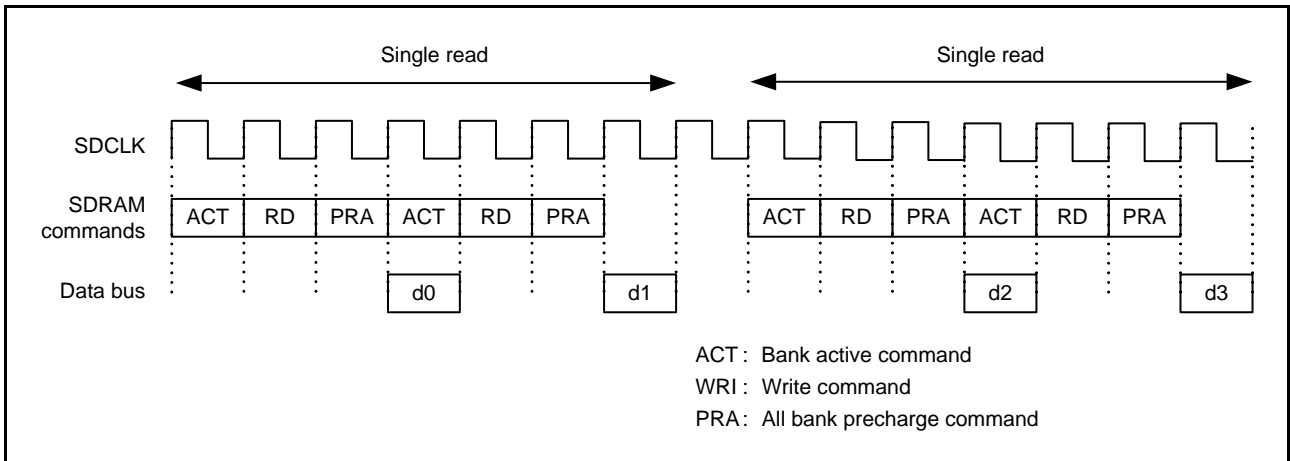 Single read Single read
SDCLK
SDRAM
commands
ACT RD PRA ACT RD PRA ACT RD PRA ACT RD PRA
Data bus d0 d1 d2 d3
ACT : Bank active command
WRI : Write command
PRA : All bank precharge command